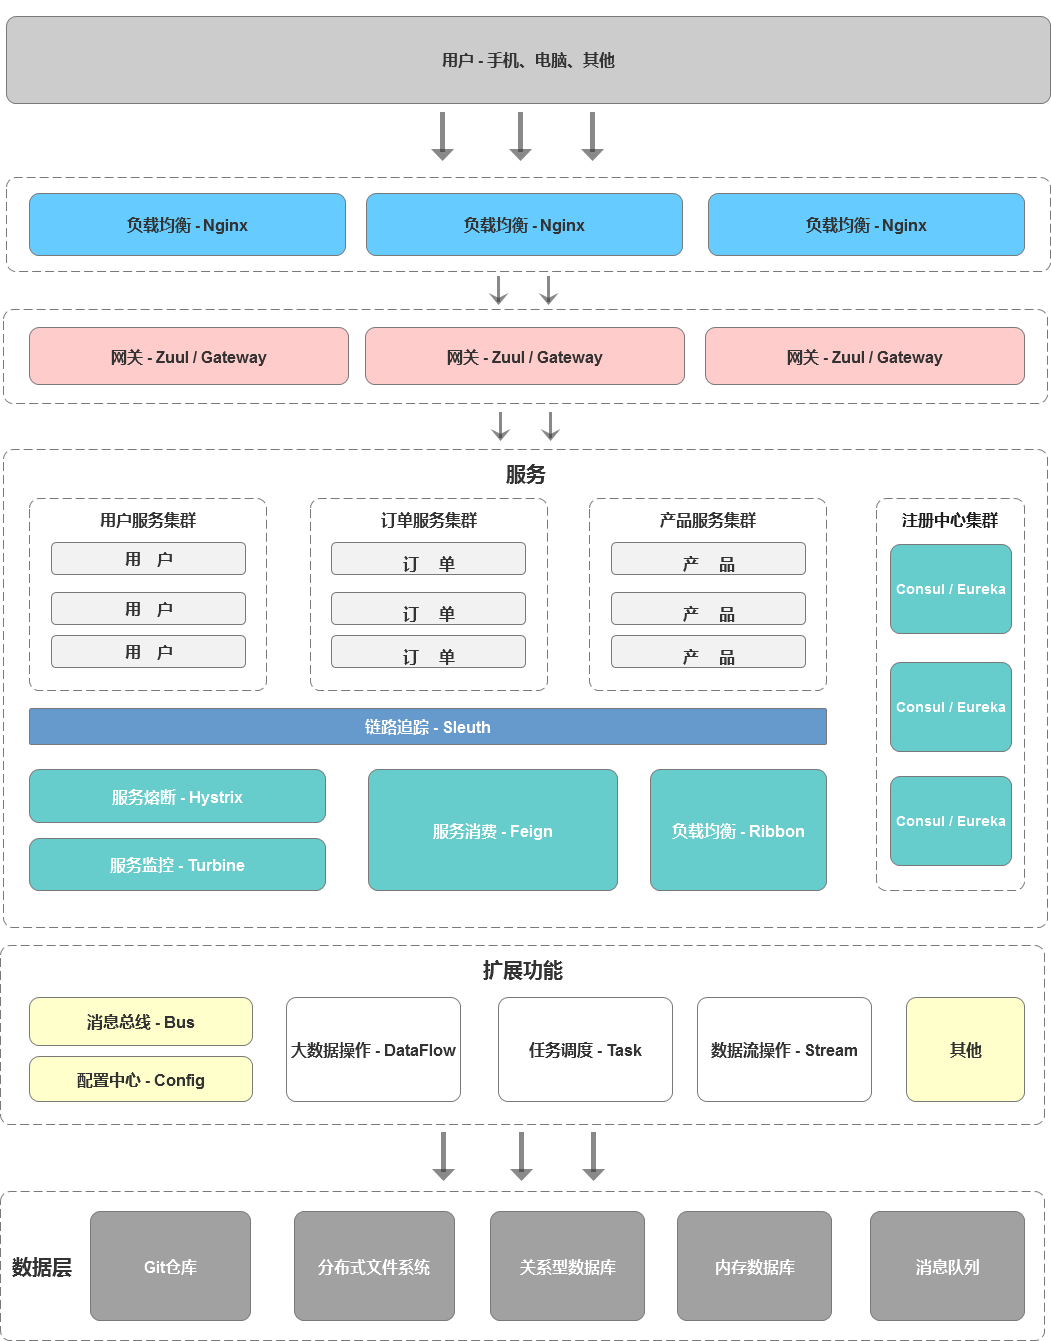 用户 - 手机、电脑、其他
负载均衡 - Nginx
负载均衡 - Nginx
负载均衡 - Nginx
网关 - Zuul / Gateway
网关 - Zuul / Gateway
网关 - Zuul / Gateway
服务
用户服务集群
用 户
用 户
用 户
订单服务集群
订 单
订 单
订 单
产品服务集群
产 品
产 品
产 品
注册中心集群
Consul / Eureka
Consul / Eureka
Consul / Eureka
链路追踪 - Sleuth
服务熔断 - Hystrix
服务监控 - Turbine
服务消费 - Feign
负载均衡 - Ribbon
扩展功能
消息总线 - Bus
配置中心 - Config
大数据操作 - DataFlow
任务调度 - Task
数据流操作 - Stream
其他
数据层
Git仓库
分布式文件系统
关系型数据库
内存数据库
消息队列